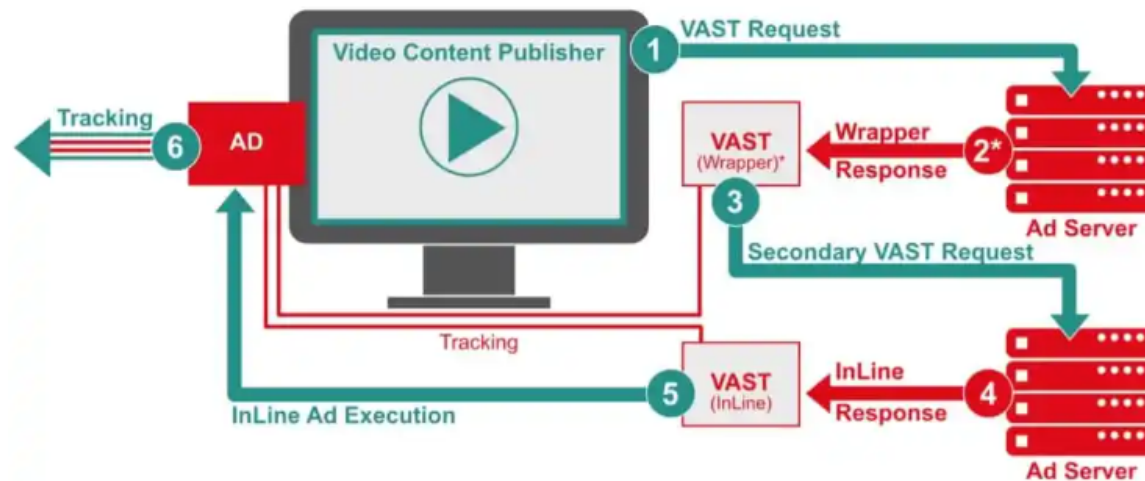 Video Content Publisher
1
VAST Request
Tracking
6
AD
VAST
(Wrapper)*
Wrapper
Response
2*
Ad Server
3
Secondary VAST Request
Tracking
VAST
(InLine)
5
InLine
Response
4
InLine Ad Execution
Ad Server